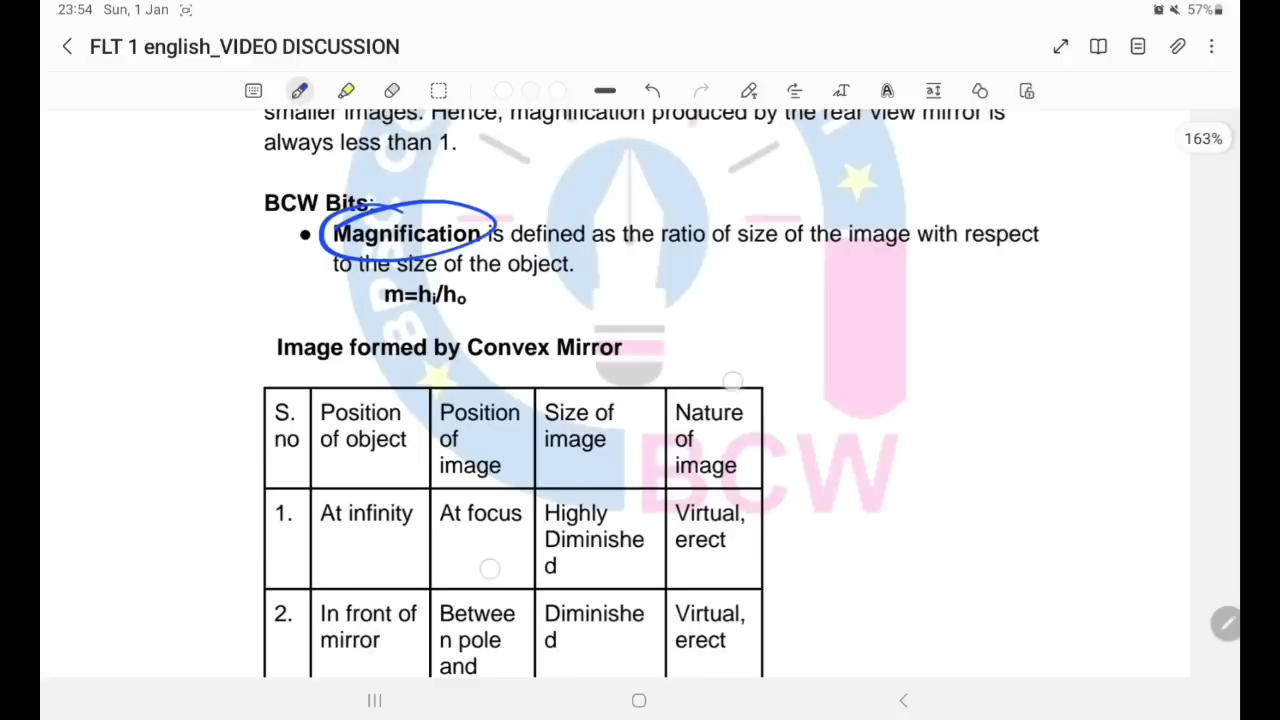 23:54 Sun, 1 Jan
57%
FLT 1 english_VIDEO DISCUSSION
163%
smaller images. Hence, magnification produced by the rear view mirror is
always less than 1.
BCW Bits:
● Magnification is defined as the ratio of size of the image with respect
to the size of the object.
m=hᵢ/hₒ
Image formed by Convex Mirror
S. no
Position of object
Position of image
Size of image
Nature of image
1.
At infinity
At focus
Highly Diminishe d
Virtual, erect
2.
In front of mirror
Betwee n pole and
Diminishe d
Virtual, erect
BCW